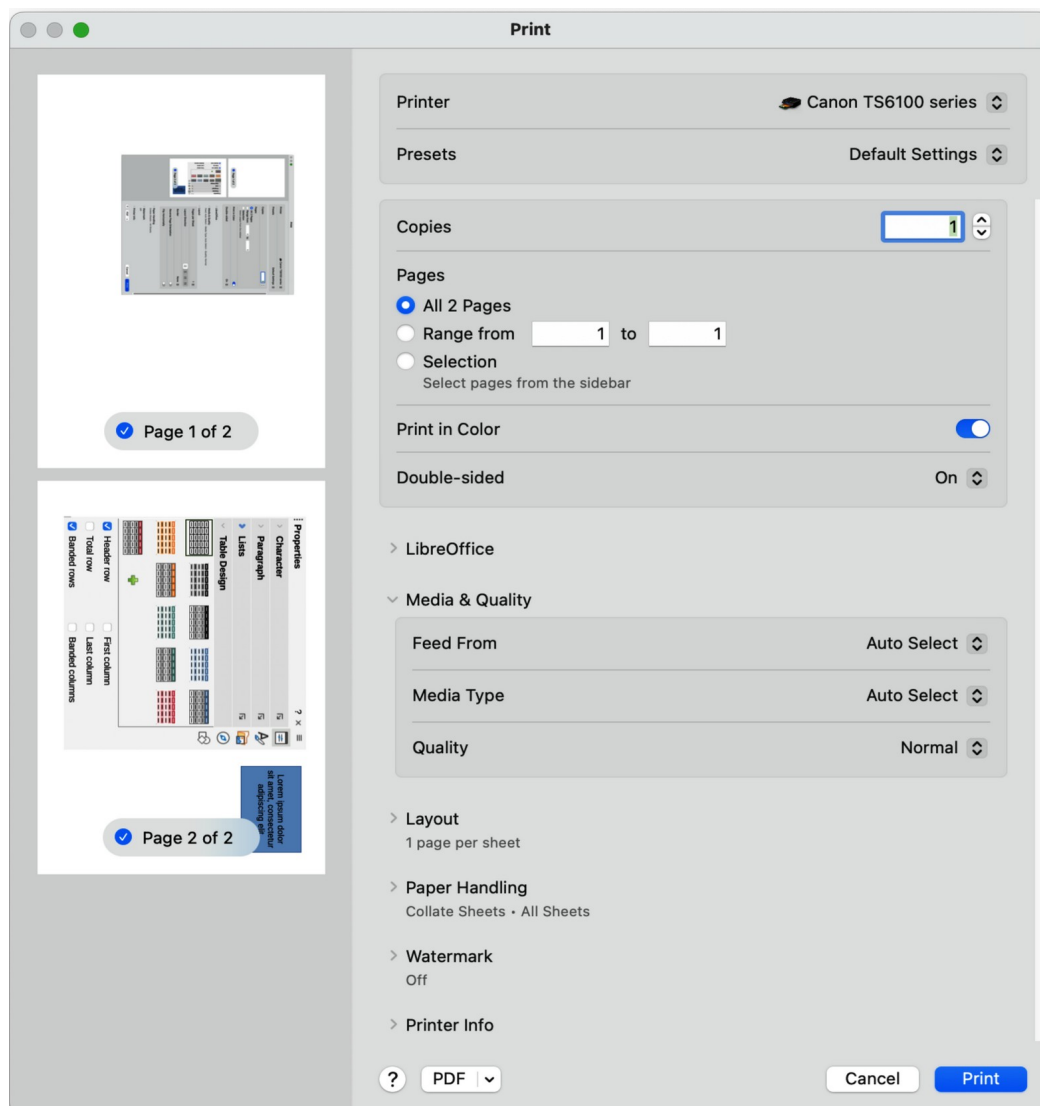 Print
Page 1 of 2
Properties
Character
Paragraph
Lists
Table Design
Header row
Total row
Banded rows
First column
Last column
Banded columns
Lorem ipsum dolor
sit amet, consectetur
adipiscing elit
Page 2 of 2
Printer Canon TS6100 series
Presets Default Settings
Copies 1
Pages
All 2 Pages
Range from 1 to 1
Selection
Select pages from the sidebar
Print in Color
Double-sided On
LibreOffice
Media & Quality
Feed From Auto Select
Media Type Auto Select
Quality Normal
Layout
1 page per sheet
Paper Handling
Collate Sheets • All Sheets
Watermark
Off
Printer Info
? PDF Cancel Print